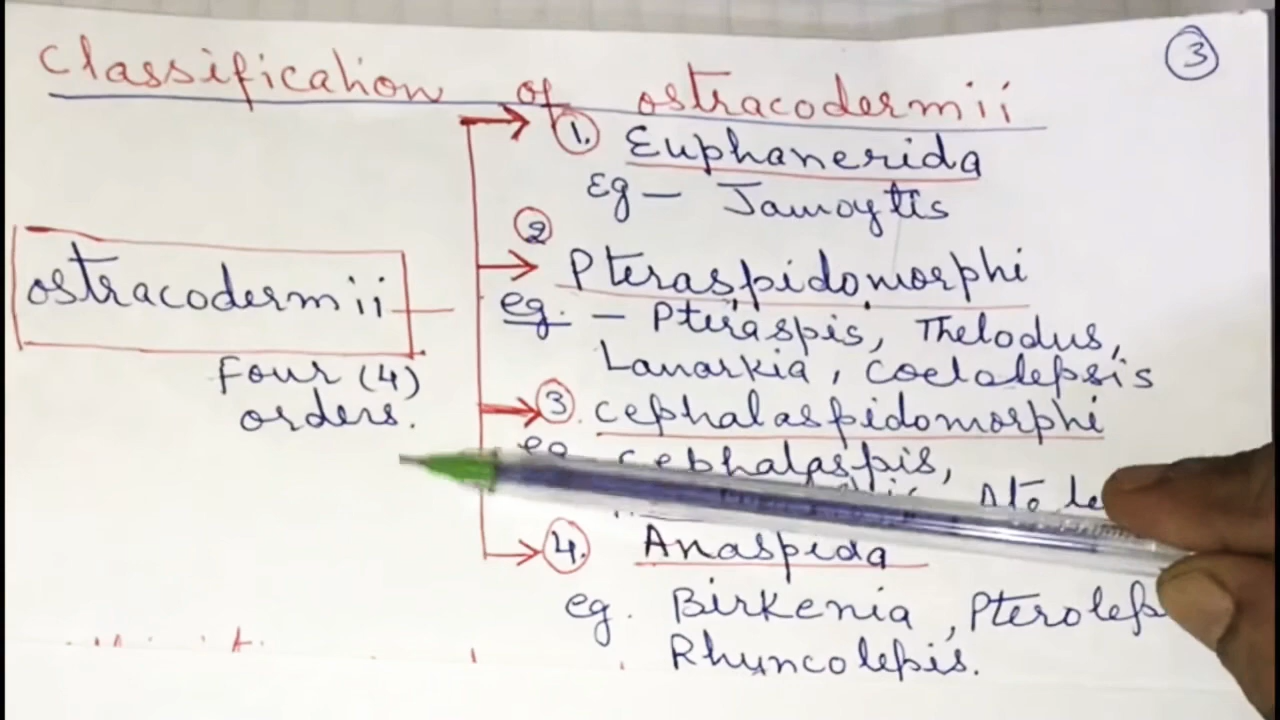 3
Classification of ostracodermii
1. Euphanerida
Eg – Jamoytis
ostracodermii
Four (4)
orders.
2
Pteraspidomorphi
eg. – Pteraspis, Thelodus,
Lanarkia, coelolepsis
3. cephalaspidomorphi
eg cephalaspis,
4. Anaspida
eg. Birkenia,
Rhyncolepis.